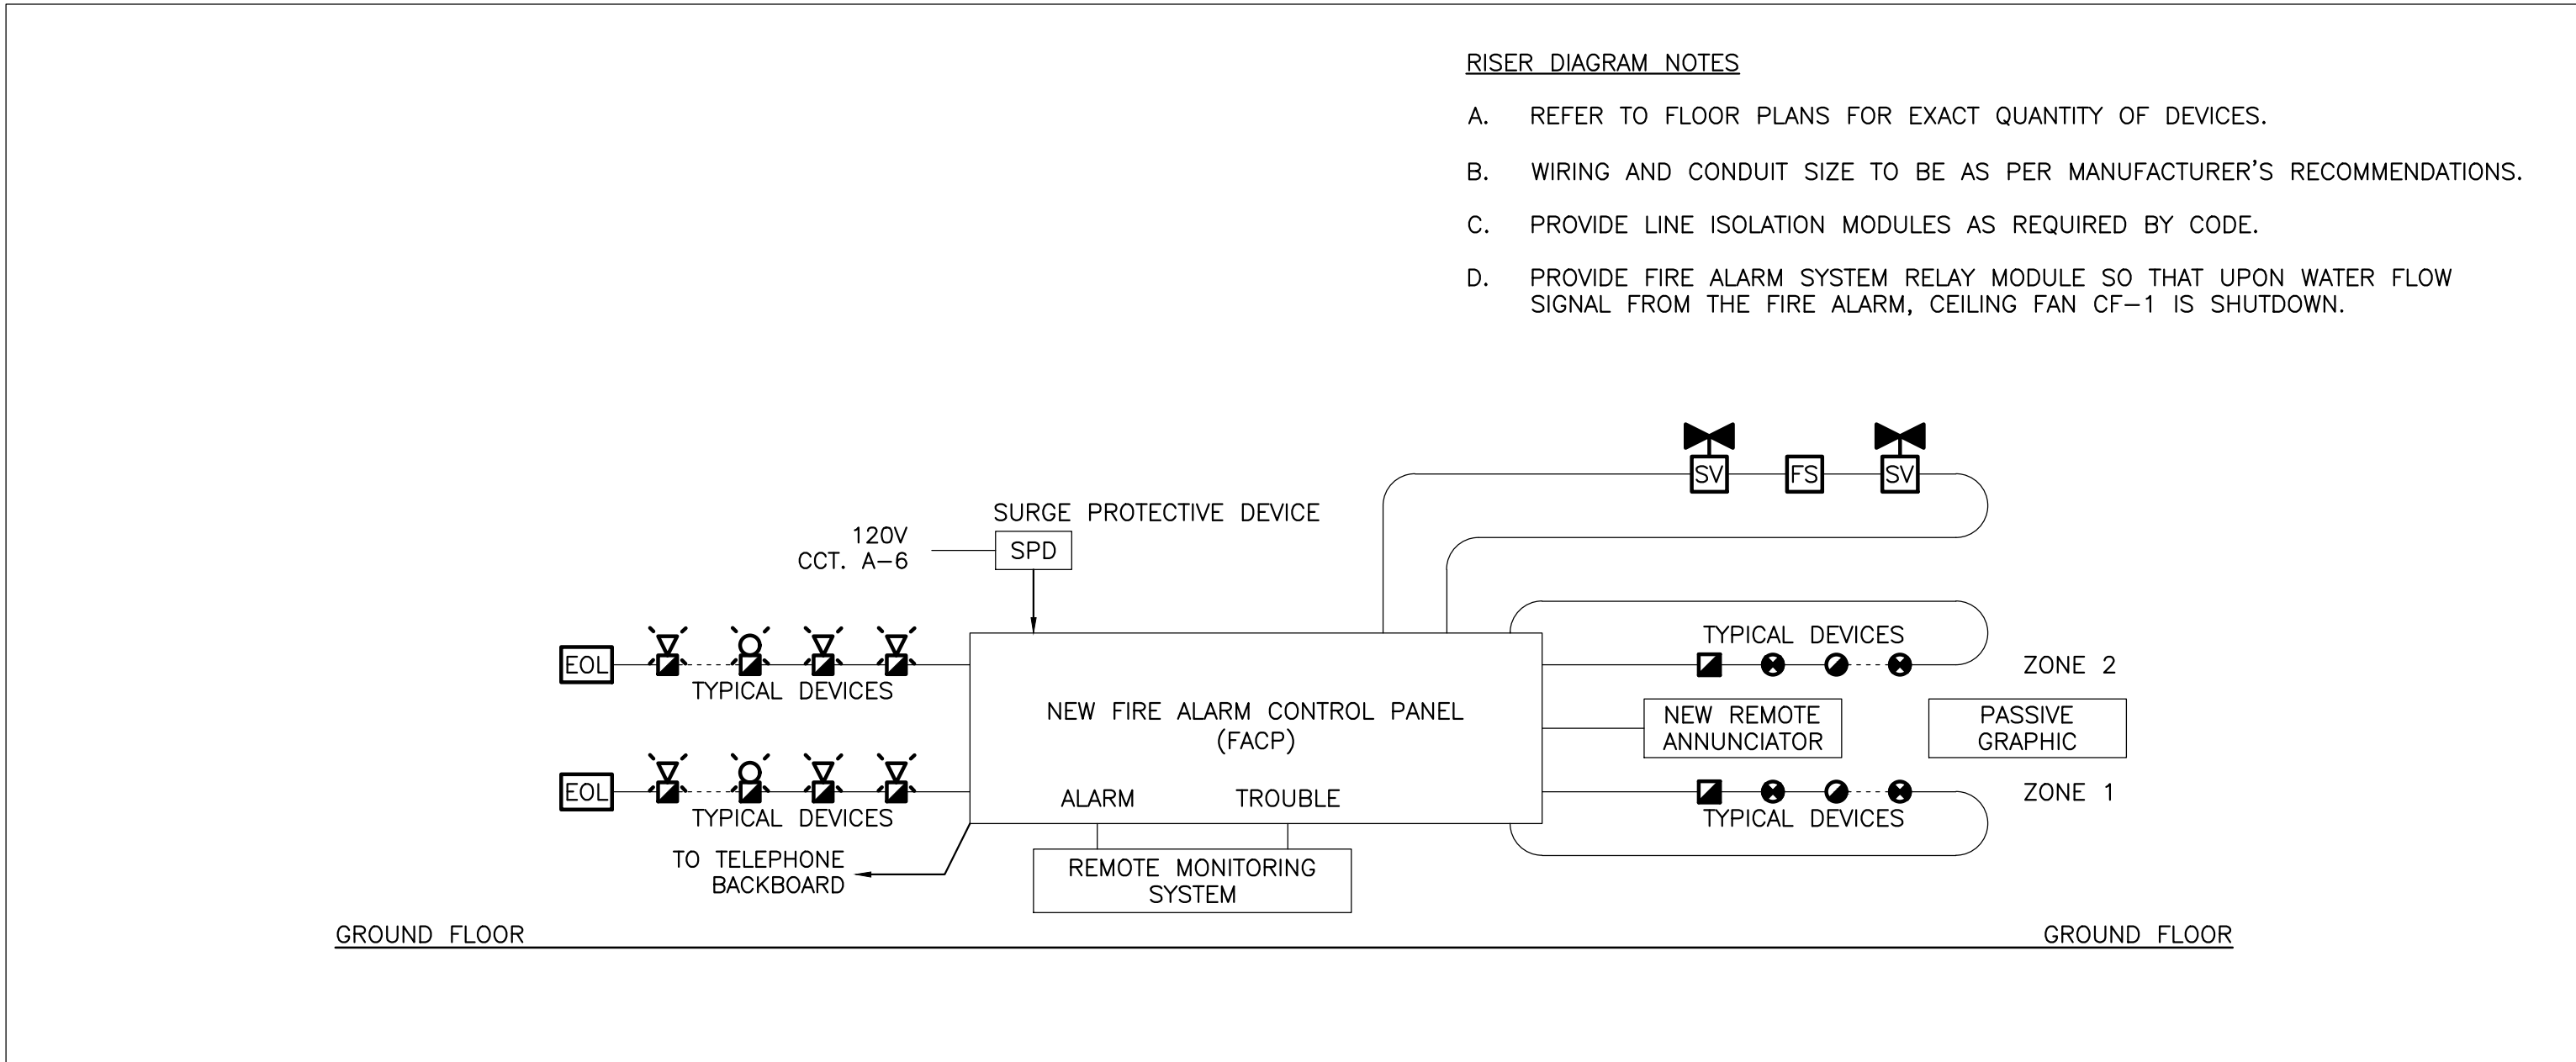 RISER DIAGRAM NOTES
A. REFER TO FLOOR PLANS FOR EXACT QUANTITY OF DEVICES.
B. WIRING AND CONDUIT SIZE TO BE AS PER MANUFACTURER'S RECOMMENDATIONS.
C. PROVIDE LINE ISOLATION MODULES AS REQUIRED BY CODE.
D. PROVIDE FIRE ALARM SYSTEM RELAY MODULE SO THAT UPON WATER FLOW
SIGNAL FROM THE FIRE ALARM, CEILING FAN CF-1 IS SHUTDOWN.
SV FS SV
SURGE PROTECTIVE DEVICE
120V
CCT. A-6
SPD
EOL
TYPICAL DEVICES
EOL
TYPICAL DEVICES
NEW FIRE ALARM CONTROL PANEL
(FACP)
ALARM TROUBLE
TYPICAL DEVICES
ZONE 2
NEW REMOTE
ANNUNCIATOR
PASSIVE
GRAPHIC
ZONE 1
TYPICAL DEVICES
TO TELEPHONE
BACKBOARD
REMOTE MONITORING
SYSTEM
GROUND FLOOR
GROUND FLOOR